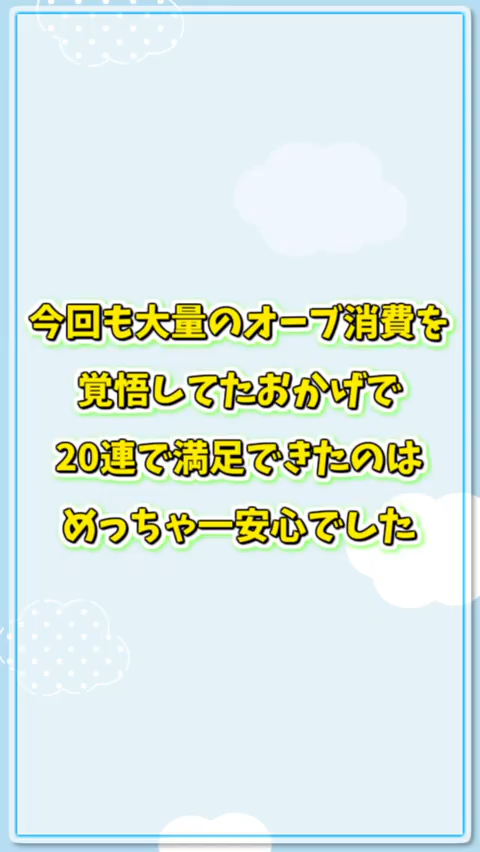 今回も大量のオーブ消費を
覚悟してたおかげで
20連で満足できたのは
めっちゃ一安心でした